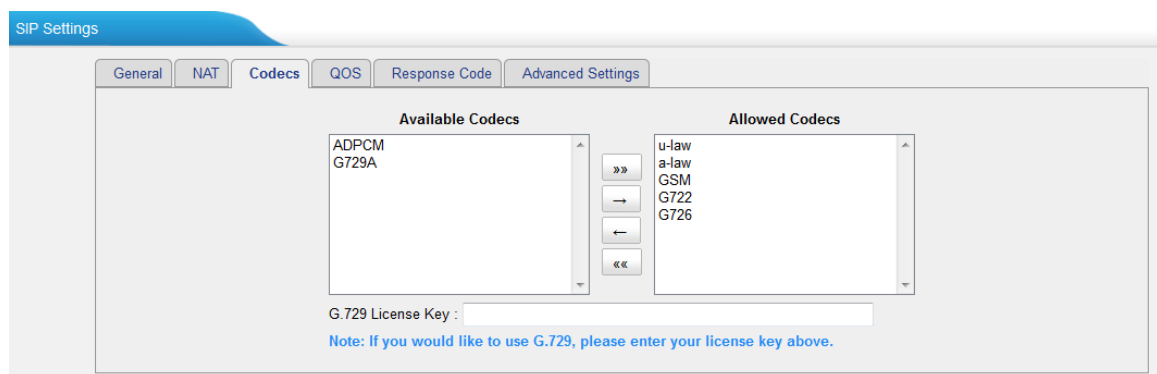 SIP Settings
General NAT Codecs QOS Response Code Advanced Settings
Available Codecs Allowed Codecs
ADPCM
G729A
»»
→
←
««
u-law
a-law
GSM
G722
G726
G.729 License Key :
Note: If you would like to use G.729, please enter your license key above.